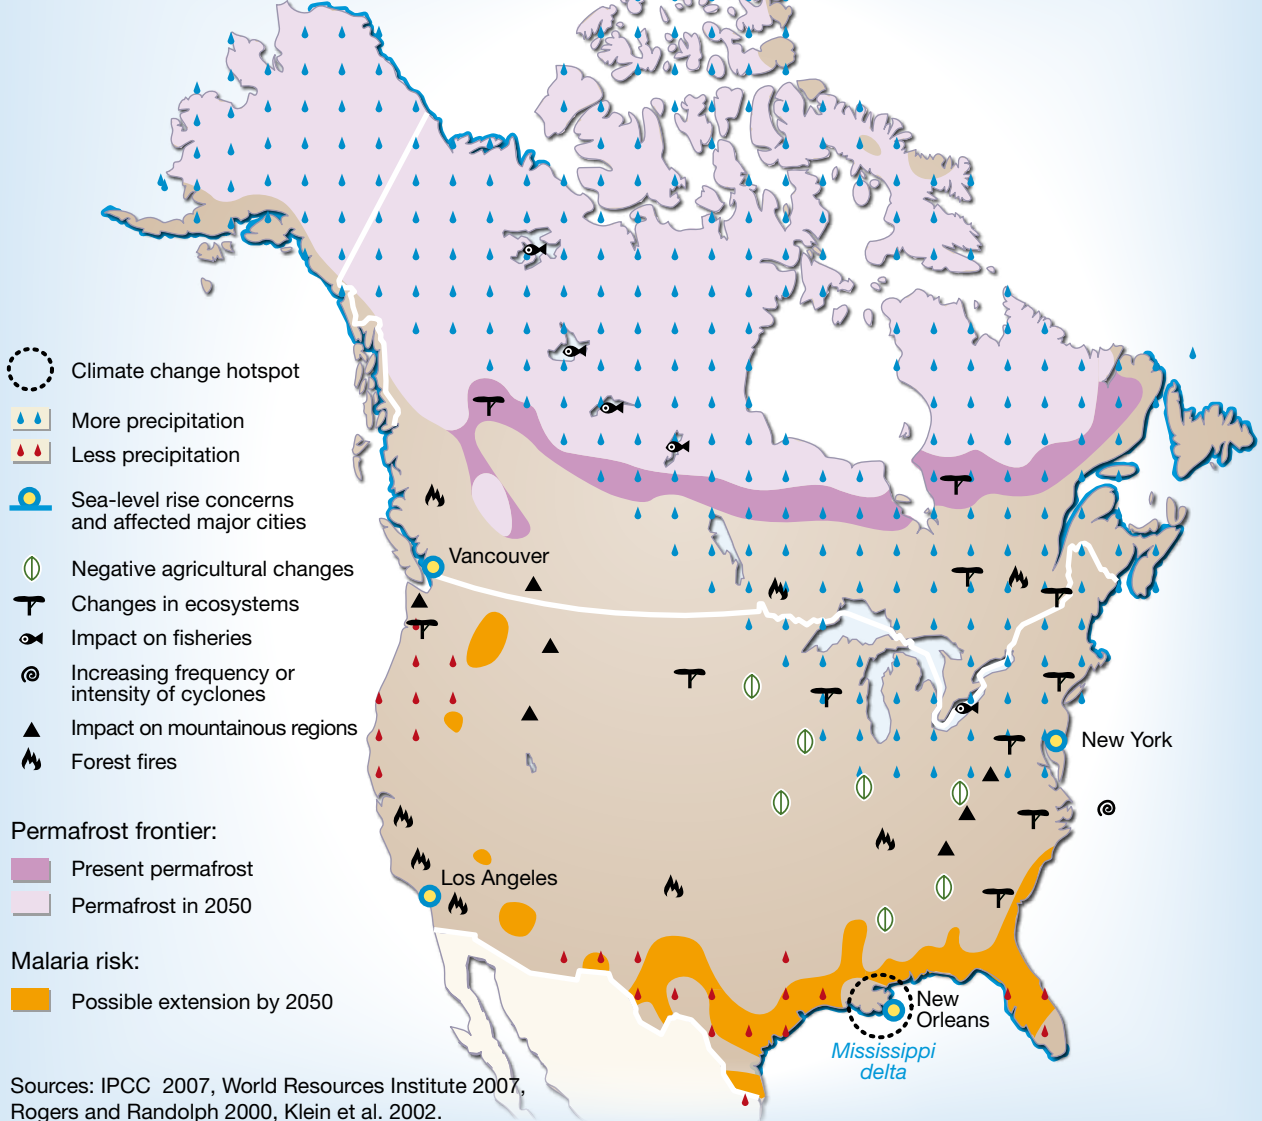 Climate change hotspot
More precipitation
Less precipitation
Sea-level rise concerns
and affected major cities
Negative agricultural changes
Changes in ecosystems
Impact on fisheries
Increasing frequency or
intensity of cyclones
Impact on mountainous regions
Forest fires
Permafrost frontier:
Present permafrost
Permafrost in 2050
Malaria risk:
Possible extension by 2050
Sources: IPCC 2007, World Resources Institute 2007,
Rogers and Randolph 2000, Klein et al. 2002.
Vancouver
New York
Los Angeles
New
Orleans
Mississippi
delta